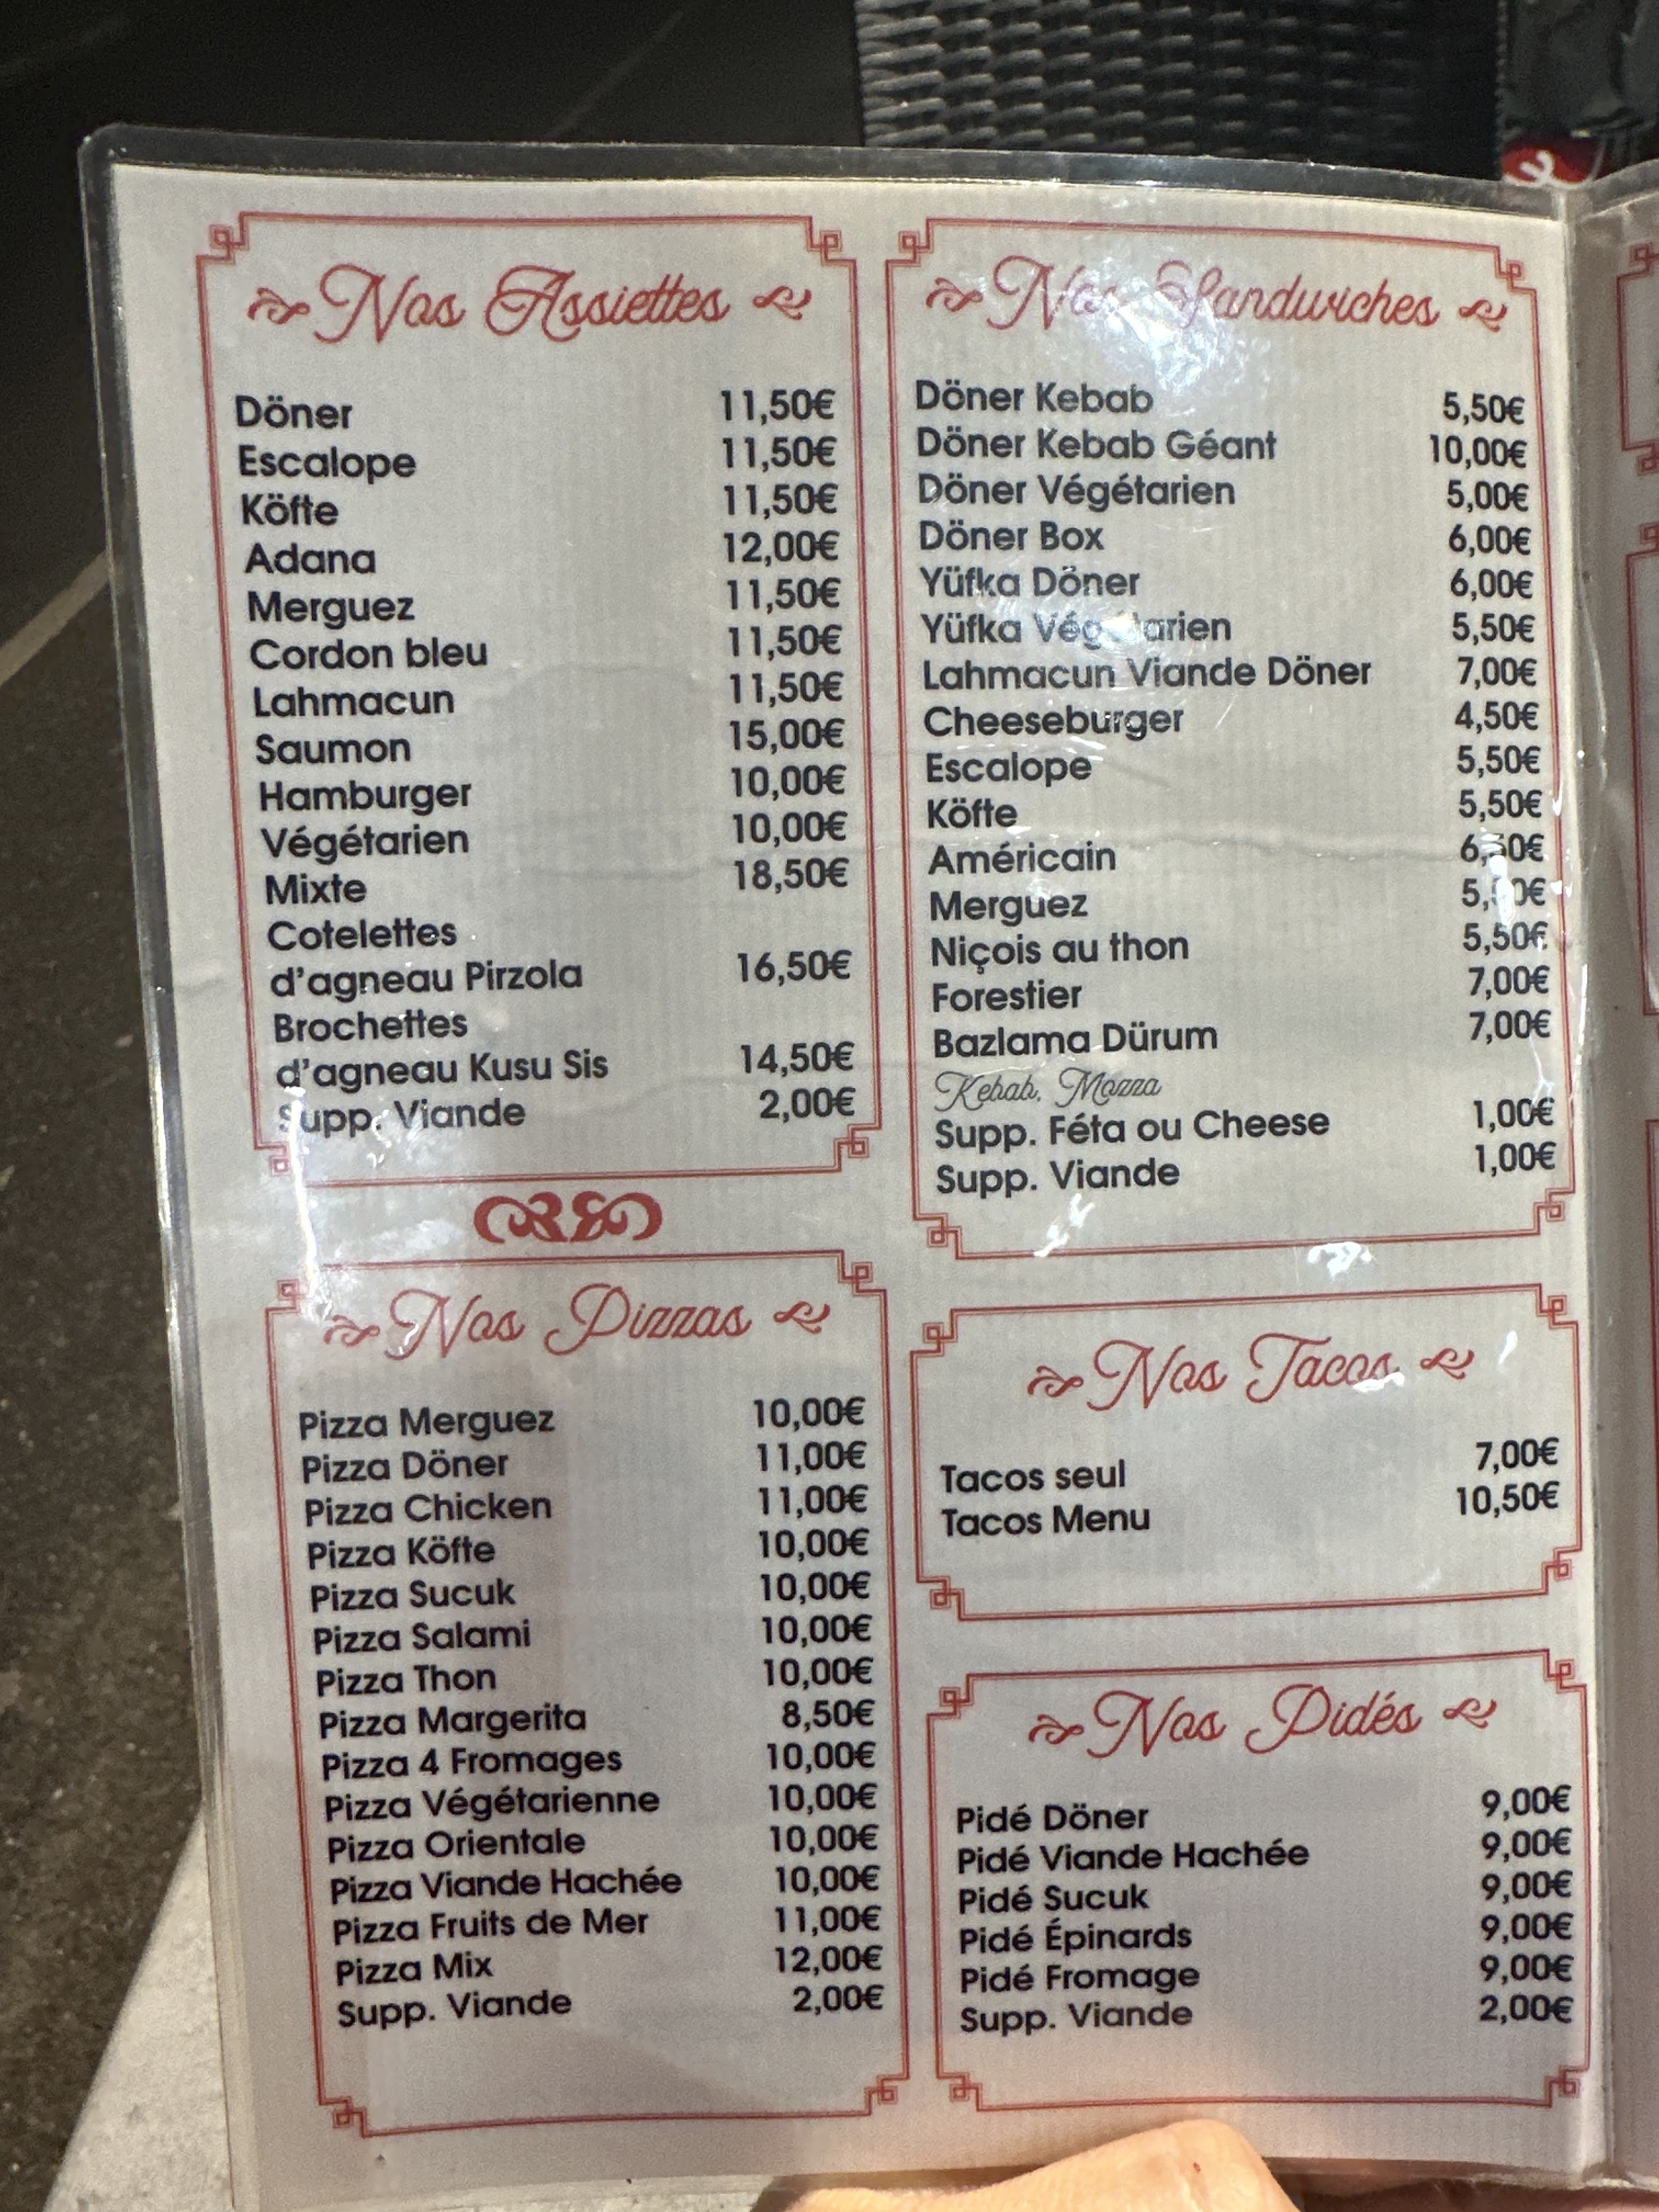 Nos Assiettes
Döner 11,50€
Escalope 11,50€
Köfte 11,50€
Adana 12,00€
Merguez 11,50€
Cordon bleu 11,50€
Lahmacun 11,50€
Saumon 15,00€
Hamburger 10,00€
Végétarien 10,00€
Mixte 18,50€
Cotelettes
d'agneau Pirzola 16,50€
Brochettes
d'agneau Kusu Sis 14,50€
Supp. Viande 2,00€
Nos Pizzas
Pizza Merguez 10,00€
Pizza Döner 11,00€
Pizza Chicken 11,00€
Pizza Köfte 10,00€
Pizza Sucuk 10,00€
Pizza Salami 10,00€
Pizza Thon 10,00€
Pizza Margerita 8,50€
Pizza 4 Fromages 10,00€
Pizza Végétarienne 10,00€
Pizza Orientale 10,00€
Pizza Viande Hachée 10,00€
Pizza Fruits de Mer 11,00€
Pizza Mix 12,00€
Supp. Viande 2,00€
Nos Sandwiches
Döner Kebab 5,50€
Döner Kebab Géant 10,00€
Döner Végétarien 5,00€
Döner Box 6,00€
Yüfka Döner 6,00€
Yüfka Végétarien 5,50€
Lahmacun Viande Döner 7,00€
Cheeseburger 4,50€
Escalope 5,50€
Köfte 5,50€
Américain 6,50€
Merguez
Niçois au thon 5,50€
Forestier 7,00€
Bazlama Dürum 7,00€
Kebab, Mozza
Supp. Féta ou Cheese 1,00€
Supp. Viande 1,00€
Nos Tacos
Tacos seul 7,00€
Tacos Menu 10,50€
Nos Pidés
Pidé Döner 9,00€
Pidé Viande Hachée 9,00€
Pidé Sucuk 9,00€
Pidé Épinards 9,00€
Pidé Fromage 9,00€
Supp. Viande 2,00€